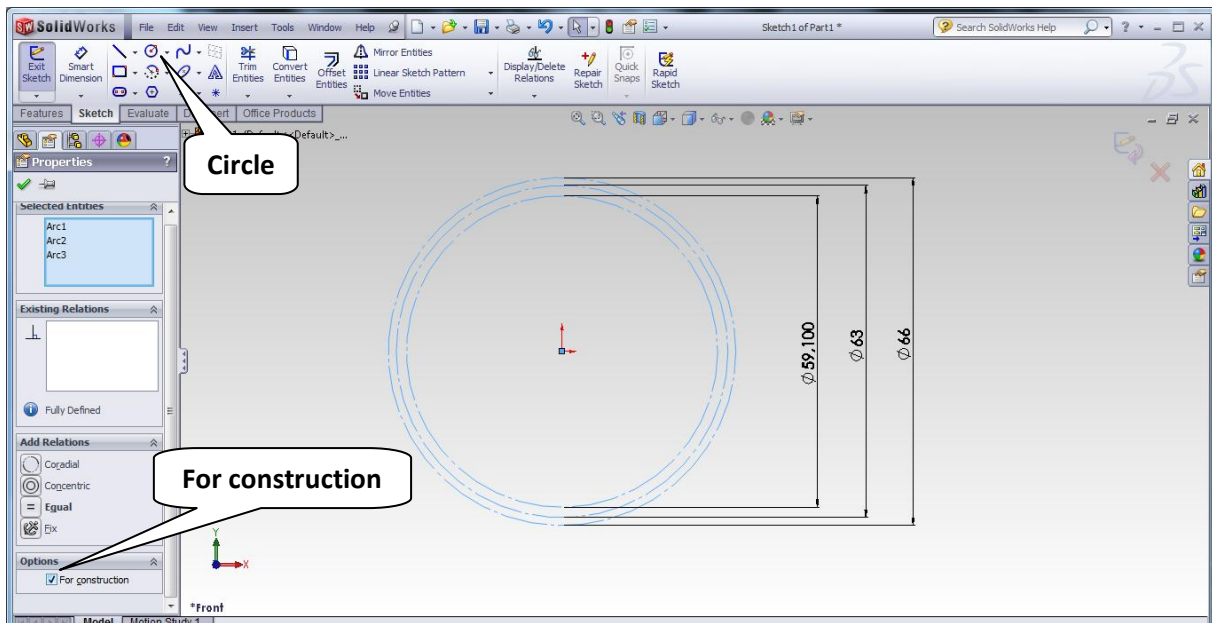 SolidWorks File Edit View Insert Tools Window Help Sketch1 of Part1 * Search SolidWorks Help ?
Exit Sketch
Smart Dimension
Trim Entities
Convert Entities
Offset Entities
Mirror Entities
Linear Sketch Pattern
Move Entities
Display/Delete Relations
Repair Sketch
Quick Snaps
Rapid Sketch
Features Sketch Evaluate Office Products
Circle
Properties ?
Selected Entities
Arc1
Arc2
Arc3
Existing Relations
Fully Defined
Add Relations
Coradial
Concentric
Equal
Fix
Options
For construction
For construction
∅ 59,100
∅ 63
∅ 66
Y
X
*Front
Model Motion Study 1